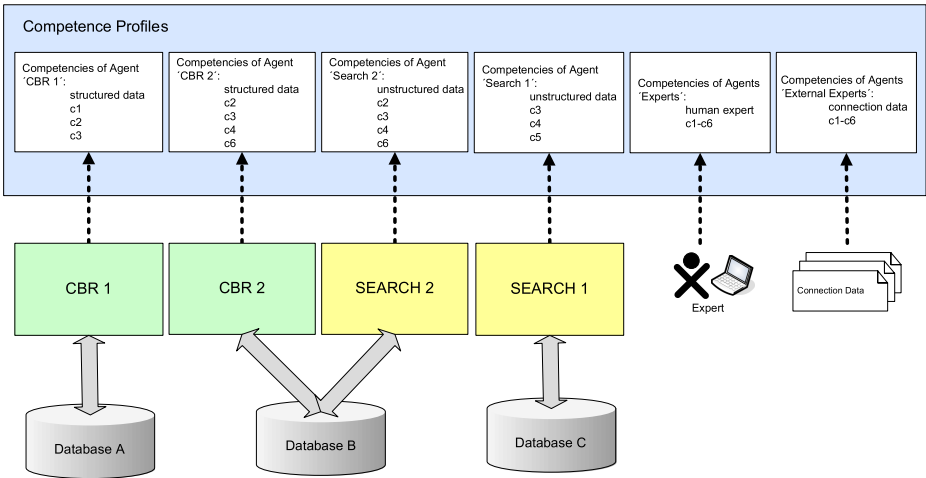 Competence Profiles
Competencies of Agent
´CBR 1´:
structured data
c1
c2
c3
Competencies of Agent
´CBR 2´:
structured data
c2
c3
c4
c6
Competencies of Agent
´Search 2´:
unstructured data
c2
c3
c4
c6
Competencies of Agent
´Search 1´:
unstructured data
c3
c4
c5
Competencies of Agents
´Experts´:
human expert
c1-c6
Competencies of Agents
´External Experts´:
connection data
c1-c6
CBR 1
CBR 2
SEARCH 2
SEARCH 1
Expert
Connection Data
Database A
Database B
Database C